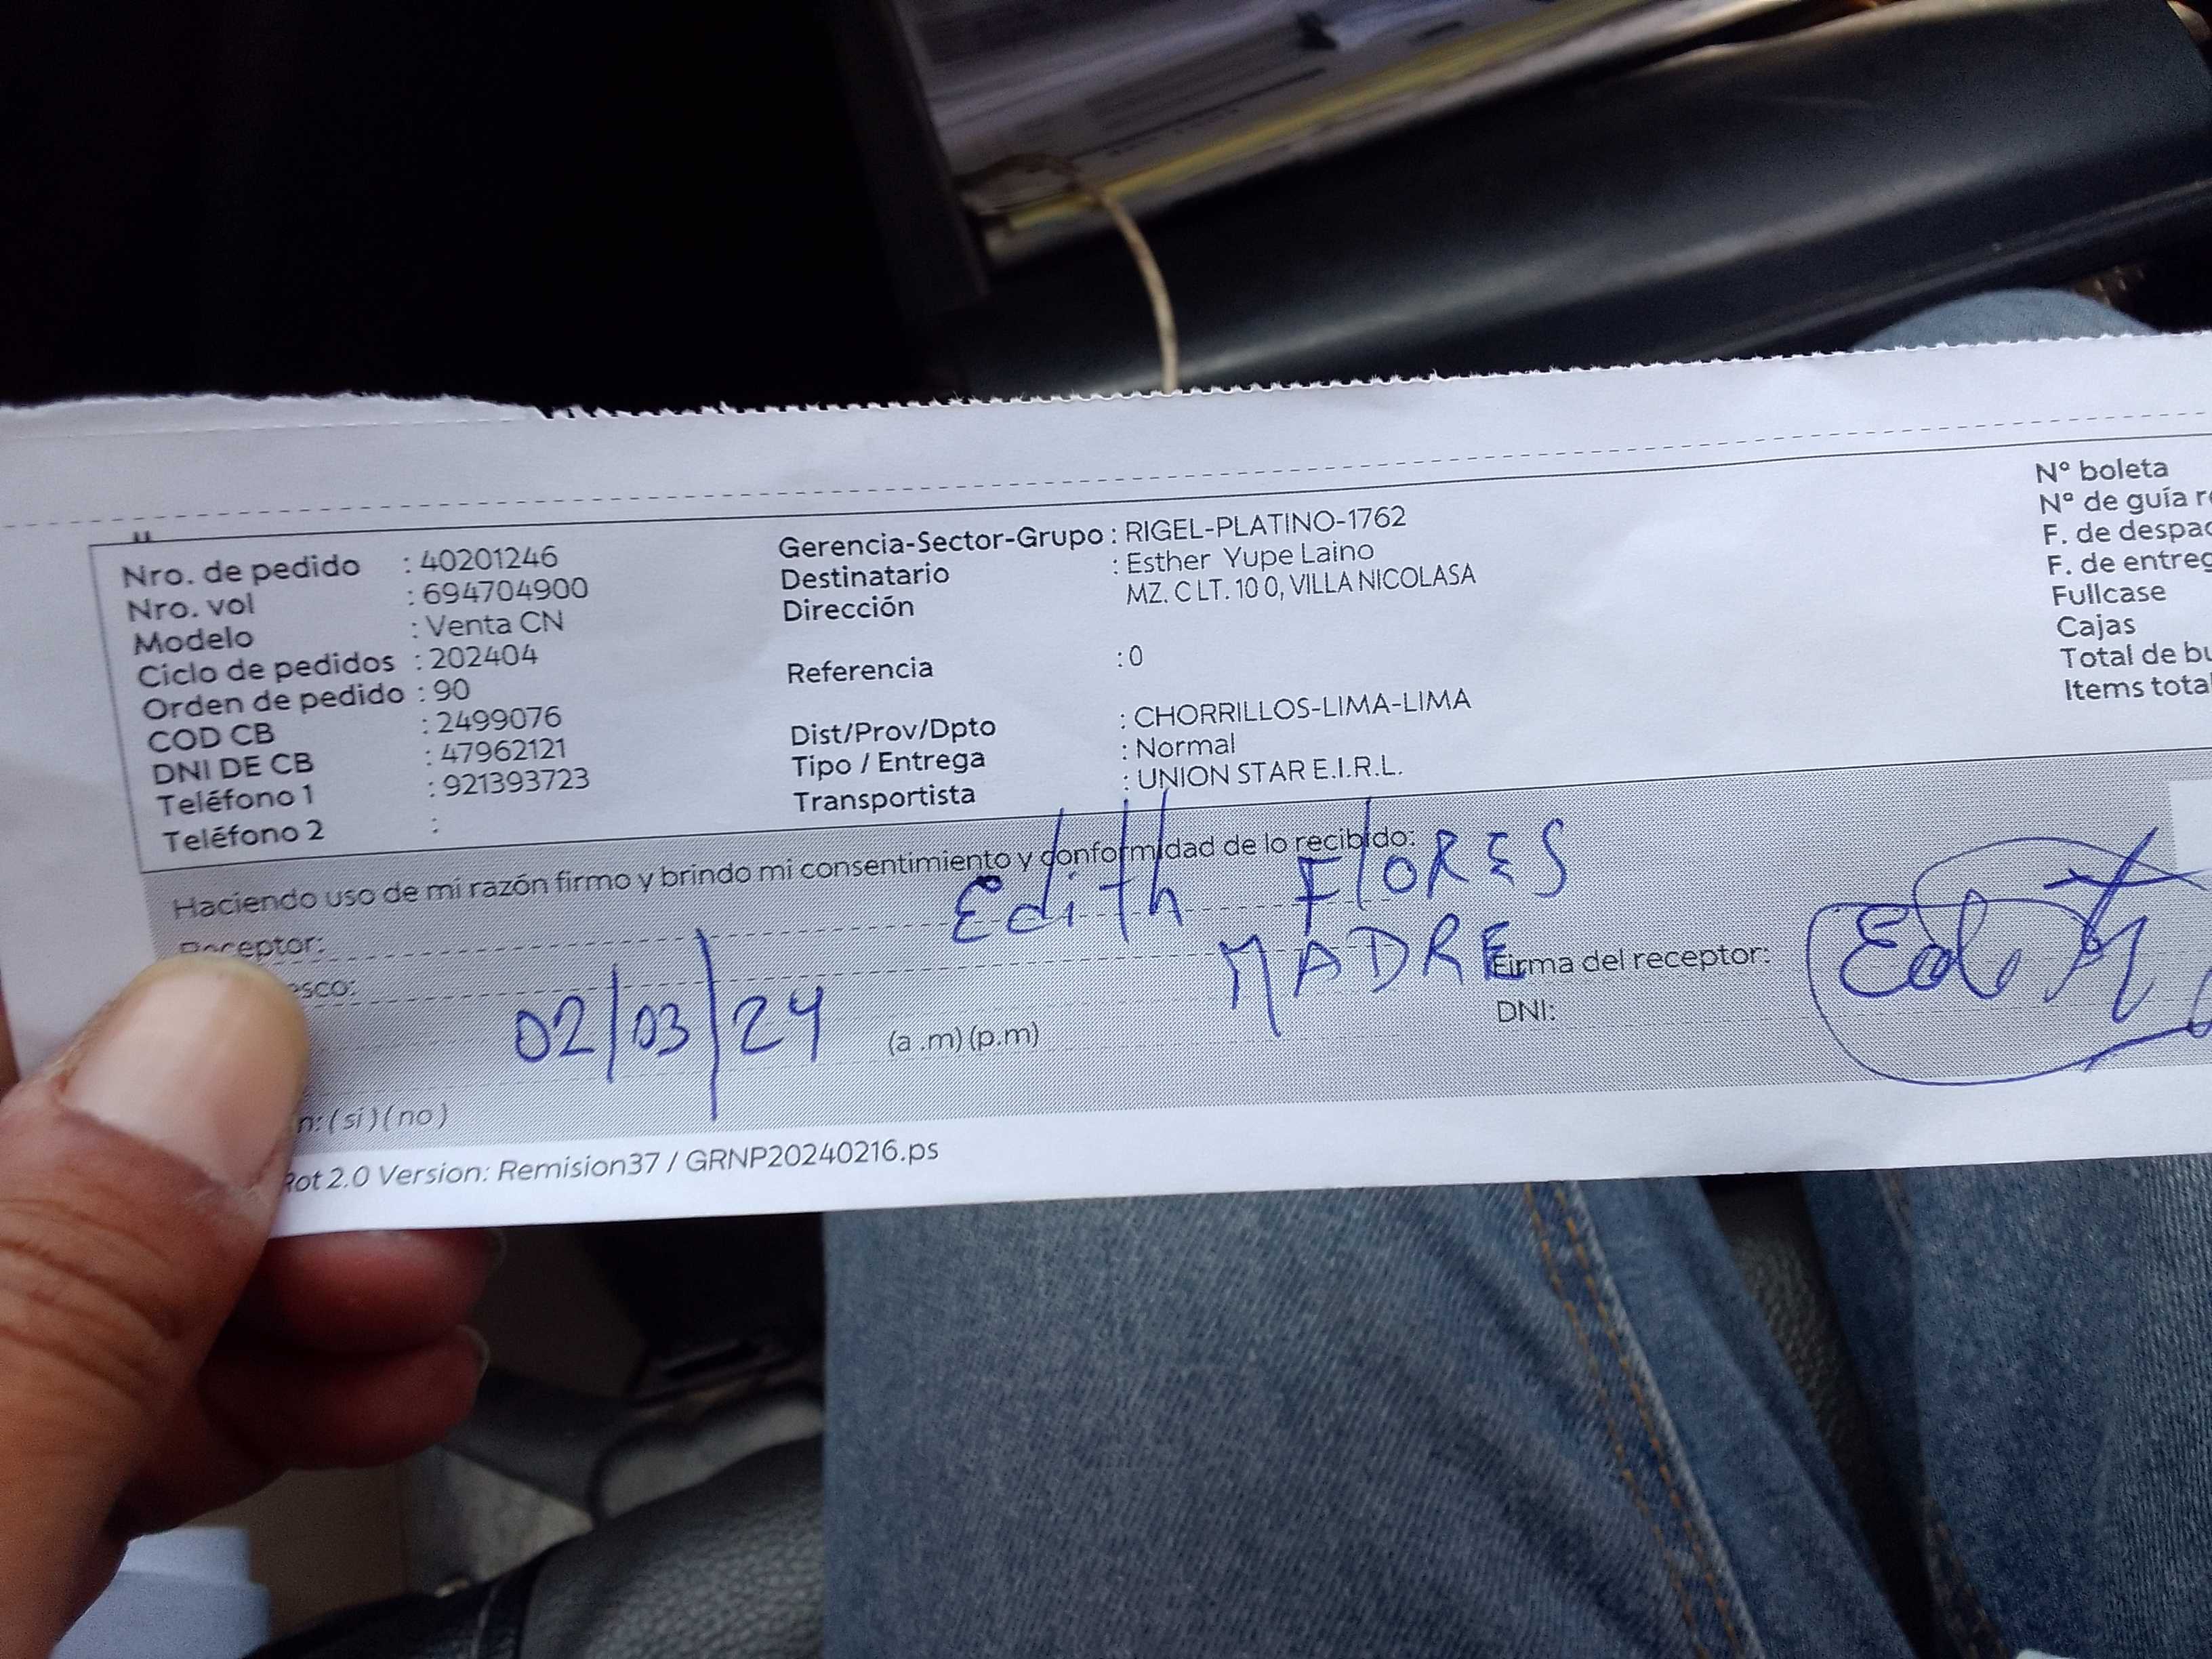 Nro. de pedido : 40201246
Nro. vol : 694704900
Modelo : Venta CN
Ciclo de pedidos : 202404
Orden de pedido : 90
COD CB : 2499076
DNI DE CB : 47962121
Teléfono 1 : 921393723
Teléfono 2 :
Gerencia-Sector-Grupo : RIGEL-PLATINO-1762
Destinatario : Esther Yupe Laino
Dirección MZ. C LT. 10 0, VILLA NICOLASA
Referencia : 0
Dist/Prov/Dpto : CHORRILLOS-LIMA-LIMA
Tipo / Entrega : Normal
Transportista : UNION STAR E.I.R.L.
Nº boleta
Nº de guía r
F. de despac
F. de entreg
Fullcase
Cajas
Total de bu
Items total
Haciendo uso de mi razón firmo y brindo mi consentimiento y conformidad de lo recibido:
Receptor: Edith FlORES
esco: MADRE
Firma del receptor:
02/03/24 (a .m) (p.m)
DNI:
n: ( si ) ( no )
Rot 2.0 Version: Remision37 / GRNP20240216.ps